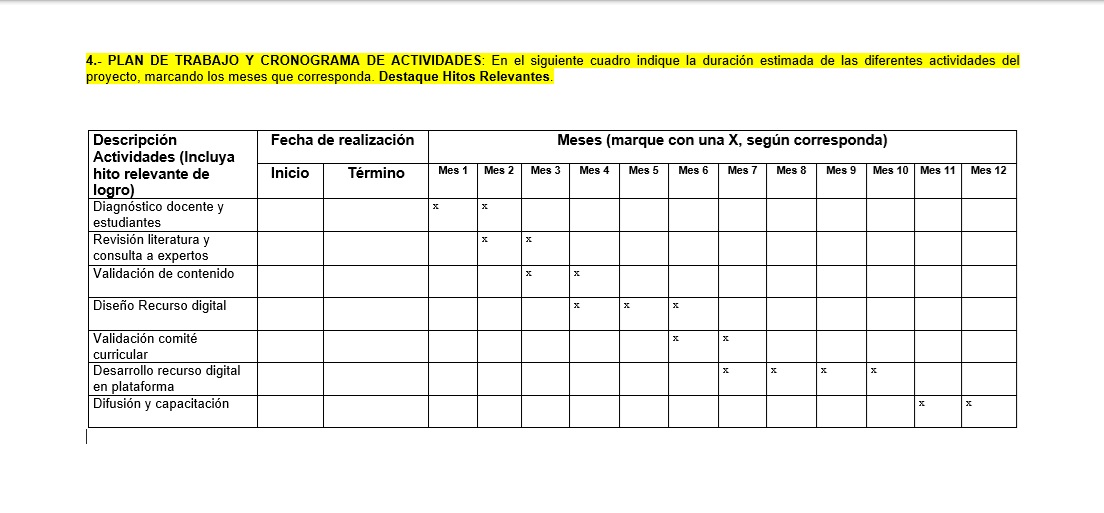 4.- PLAN DE TRABAJO Y CRONOGRAMA DE ACTIVIDADES: En el siguiente cuadro indique la duración estimada de las diferentes actividades del
proyecto, marcando los meses que corresponda. Destaque Hitos Relevantes.
Descripción
Actividades (Incluya
hito relevante de
logro)
Fecha de realización
Meses (marque con una X, según corresponda)
Inicio Término Mes 1 Mes 2 Mes 3 Mes 4 Mes 5 Mes 6 Mes 7 Mes 8 Mes 9 Mes 10 Mes 11 Mes 12
Diagnóstico docente y
estudiantes
x x
Revisión literatura y
consulta a expertos
x x
Validación de contenido x x
Diseño Recurso digital x x x
Validación comité
curricular
x x
Desarrollo recurso digital
en plataforma
x x x x
Difusión y capacitación x x